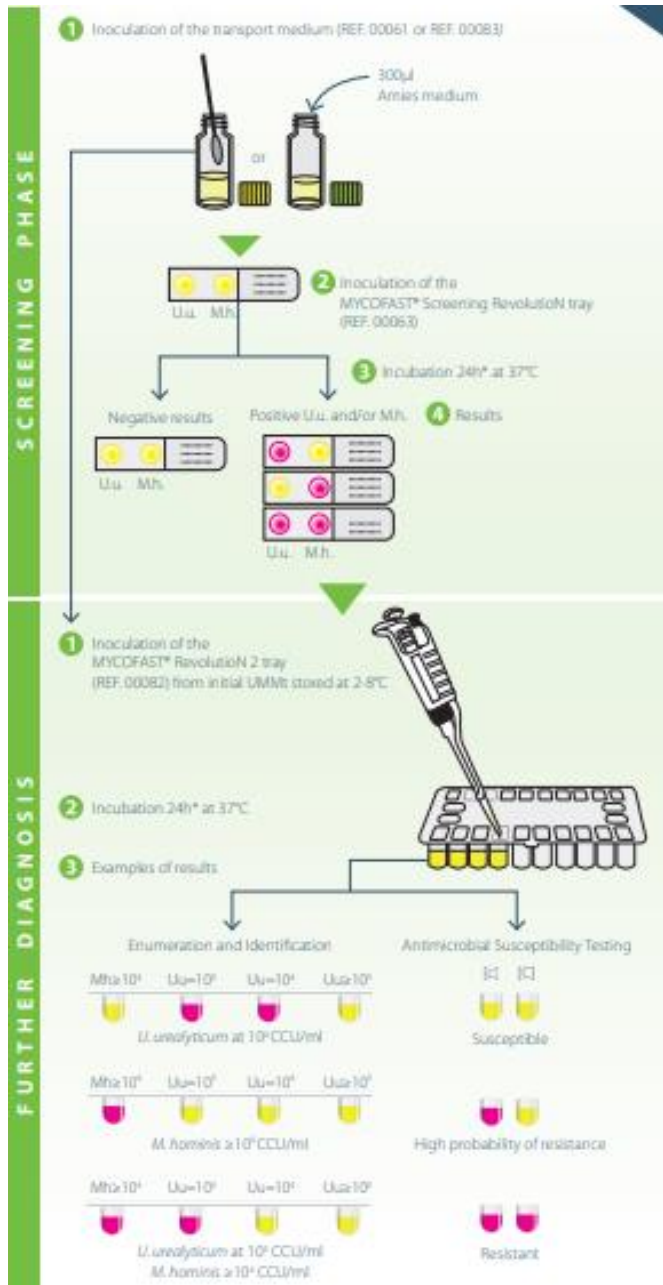 SCREENING PHASE
1 Inoculation of the transport medium (REF. 00061 or REF. 00083)
300µl
Amies medium
or
2 Inoculation of the
MYCOFAST® Screening RevolutioN tray
(REF. 00063)
U.u. M.h.
3 Incubation 24h* at 37°C
Negative results
Positive U.u. and/or M.h.
4 Results
U.u. M.h.
U.u. M.h.
FURTHER DIAGNOSIS
1 Inoculation of the
MYCOFAST® RevolutioN 2 tray
(REF. 00082) from initial UMMt stored at 2-8°C
2 Incubation 24h* at 37°C
3 Examples of results
Enumeration and Identification
Antimicrobial Susceptibility Testing
[c] [C]
U. urealyticum at CCU/ml
Susceptible
M. hominis CCU/ml
High probability of resistance
U. urealyticum at CCU/ml
M. hominis CCU/ml
Resistant